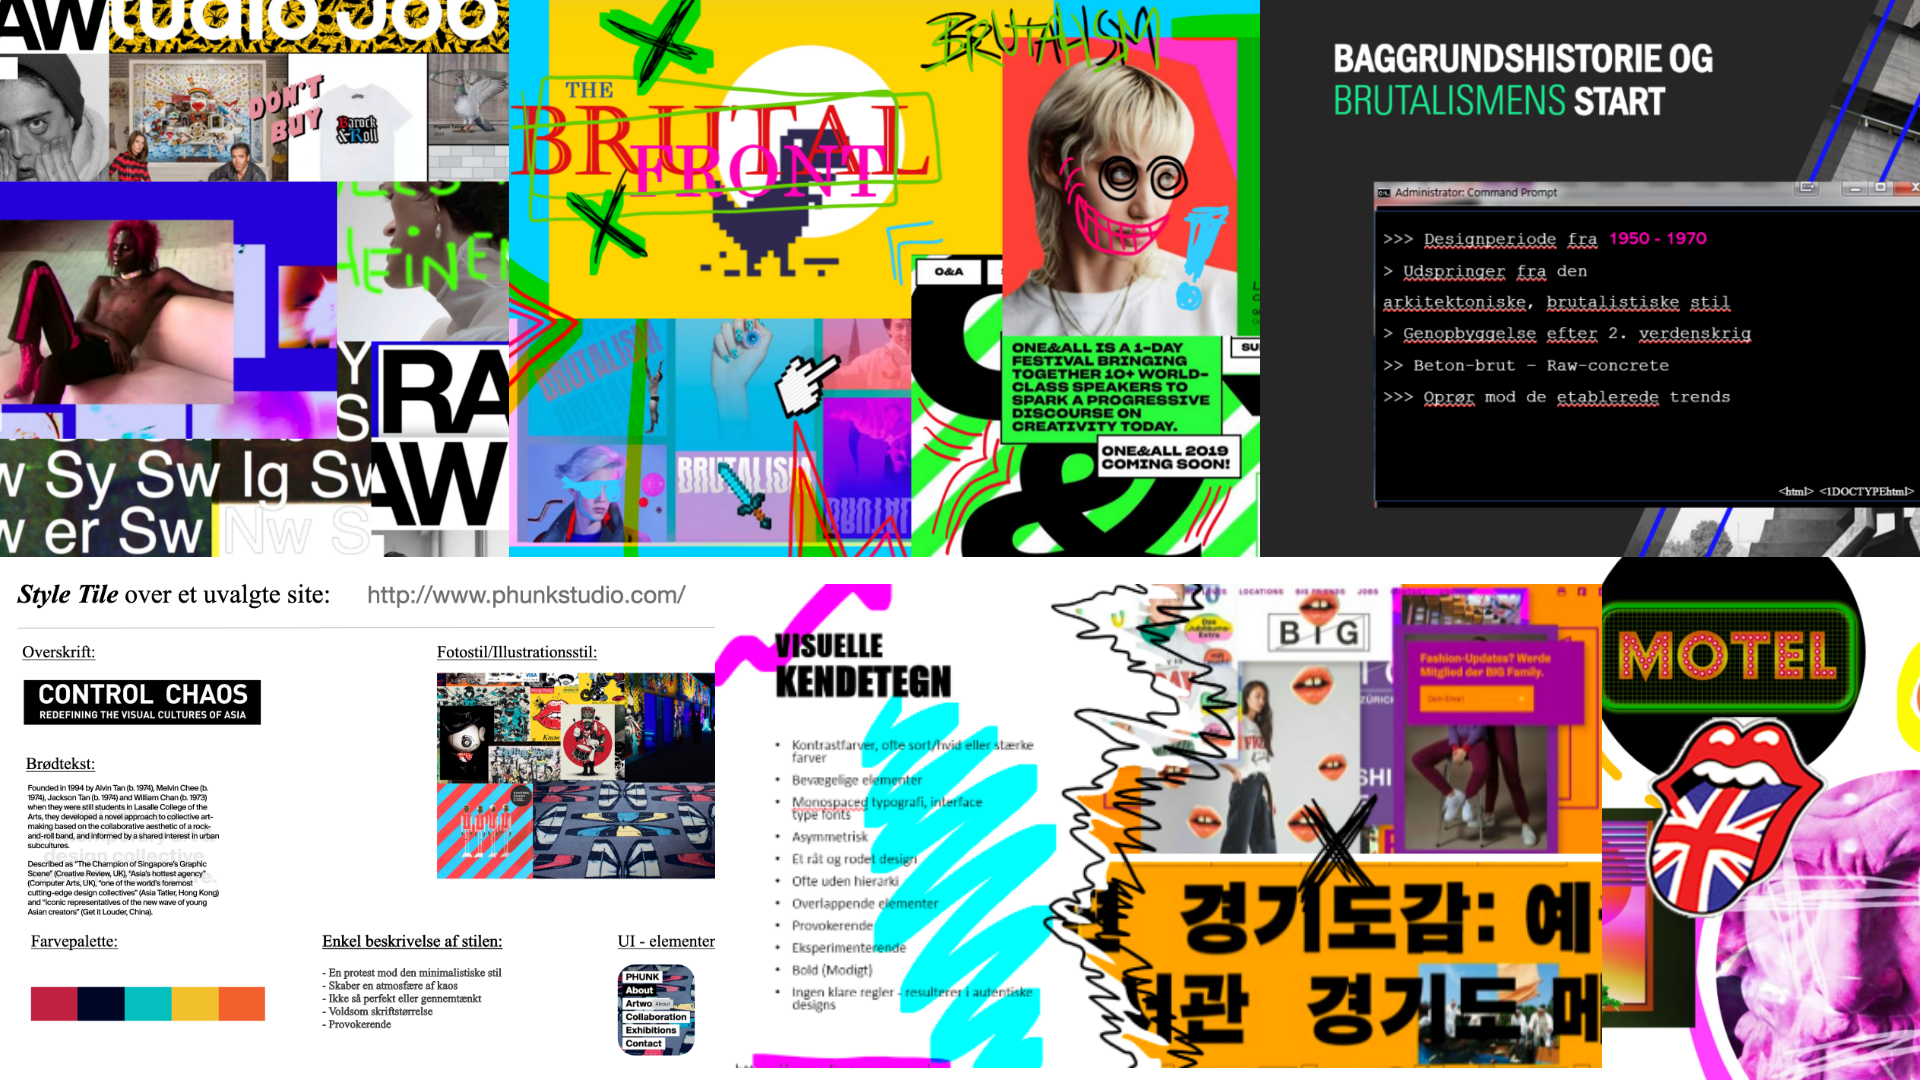 AW
tudio Job
DON'T
BUY
Barock
&Roll
HEINE
Y
S
RA
AW
w Sy Sw Ig Sw
w er Sw Nw S
THE
BRUTAL
FRONT
BRUTALISM
BRUTALISM
BRUTALISM
O&A
SU
ONE&ALL IS A 1-DAY
FESTIVAL BRINGING
TOGETHER 10+ WORLD-
CLASS SPEAKERS TO
SPARK A PROGRESSIVE
DISCOURSE ON
CREATIVITY TODAY.
ONE&ALL 2019
COMING SOON!
&
BAGGRUNDSHISTORIE OG
BRUTALISMENS START
Administrator: Command Prompt
>>> Designperiode fra 1950 - 1970
> Udspringer fra den
arkitektoniske, brutalistiske stil
> Genopbyggelse efter 2. verdenskrig
>> Beton-brut – Raw-concrete
>>> Oprør mod de etablerede trends
<html> <1DOCTYPEhtml>
Style Tile over et uvalgte site: http://www.phunkstudio.com/
Overskrift:
CONTROL CHAOS
REDEFINING THE VISUAL CULTURES OF ASIA
Brødtekst:
Founded in 1994 by Alvin Tan (b. 1974), Melvin Chee (b.
1974), Jackson Tan (b. 1974) and William Chan (b. 1973)
when they were still students in Lasalle College of the
Arts, they developed a novel approach to collective art-
making based on the collaborative aesthetic of a rock-
and-roll band, and informed by a shared interest in urban
subcultures.
design collective
Described as "The Champion of Singapore's Graphic
Scene" (Creative Review, UK), "Asia's hottest agency"
(Computer Arts, UK), "one of the world's foremost
cutting-edge design collectives" (Asia Tatler, Hong Kong)
and "iconic representatives of the new wave of young
Asian creators" (Get it Louder, China).
Farvepalette:
Fotostil/Illustrationsstil:
Enkel beskrivelse af stilen:
- En protest mod den minimalistiske stil
- Skaber en atmosfære af kaos
- Ikke så perfekt eller gennemtænkt
- Voldsom skriftstørrelse
- Provokerende
UI - elementer
PHUNK
About
Artwo About
Collaboration
Exhibitions
Contact
VISUELLE
KENDETEGN
• Kontrastfarver, ofte sort/hvid eller stærke
farver
• Bevægelige elementer
• Monospaced typografi, interface
type fonts
• Asymmetrisk
• Et råt og rodet design
• Ofte uden hierarki
• Overlappende elementer
• Provokerende
• Eksperimenterende
• Bold (Modigt)
• Ingen klare regler - resulterer i autentiske
designs
LOCATIONS BIG FRIENDS JOBS
BIG
ZÜRICH
Fashion-Updates? Werde
Mitglied der BIG Family.
Dein Email
경기도감: 예
관 경기도 메
MOTEL